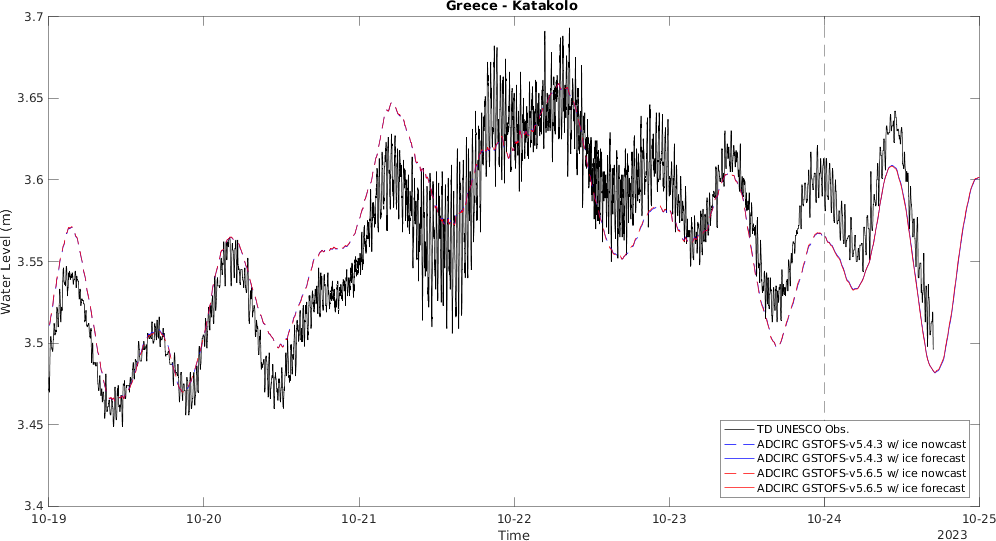 Greece - Katakolo
3.7
3.65
3.6
3.55
3.5
3.45
3.4
Water Level (m)
10-19
10-20
10-21
10-22
10-23
10-24
10-25
Time
2023
TD UNESCO Obs.
ADCIRC GSTOFS-v5.4.3 w/ ice nowcast
ADCIRC GSTOFS-v5.4.3 w/ ice forecast
ADCIRC GSTOFS-v5.6.5 w/ ice nowcast
ADCIRC GSTOFS-v5.6.5 w/ ice forecast